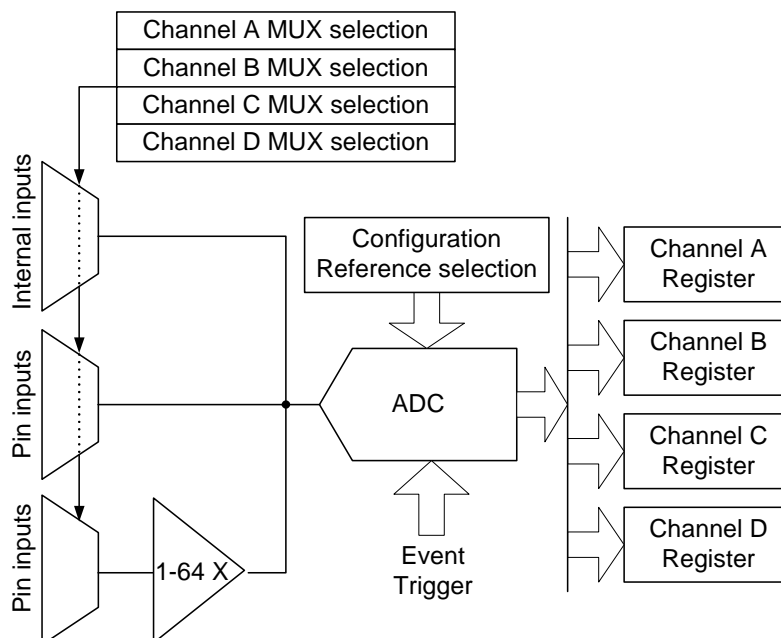 Channel A MUX selection
Channel B MUX selection
Channel C MUX selection
Channel D MUX selection
Internal inputs
Pin inputs
Pin inputs
1-64 X
Configuration
Reference selection
ADC
Event
Trigger
Channel A
Register
Channel B
Register
Channel C
Register
Channel D
Register